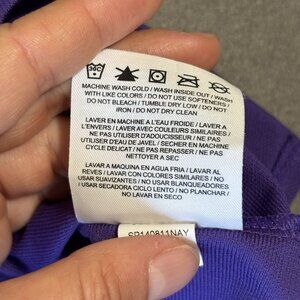 30C
MACHINE WASH COLD / WASH INSIDE OUT / WASH
WITH LIKE COLORS / DO NOT USE SOFTENERS /
DO NOT BLEACH / TUMBLE DRY LOW / DO NOT
IRON / DO NOT DRY CLEAN
LAVER EN MACHINE A L'EAU FROIDE / LAVER A
L'ENVERS / LAVER AVEC COULEURS SIMILAIRES /
NE PAS UTILISER D'ADOUCISSEUR / NE PAS
UTILISER D'EAU DE JAVEL / SECHER EN MACHINE
CYCLE DELICAT / NE PAS REPASSER / NE PAS
NETTOYER A SEC
LAVAR A MAQUINA EN AGUA FRIA / LAVAR AL
REVES / LAVAR CON COLORES SIMILARES / NO
USAR SUAVIZANTES / NO USAR BLANQUEADORES
/ USAR SECADORA CICLO LENTO / NO PLANCHAR /
NO LAVAR EN SECO
SP140811NAY